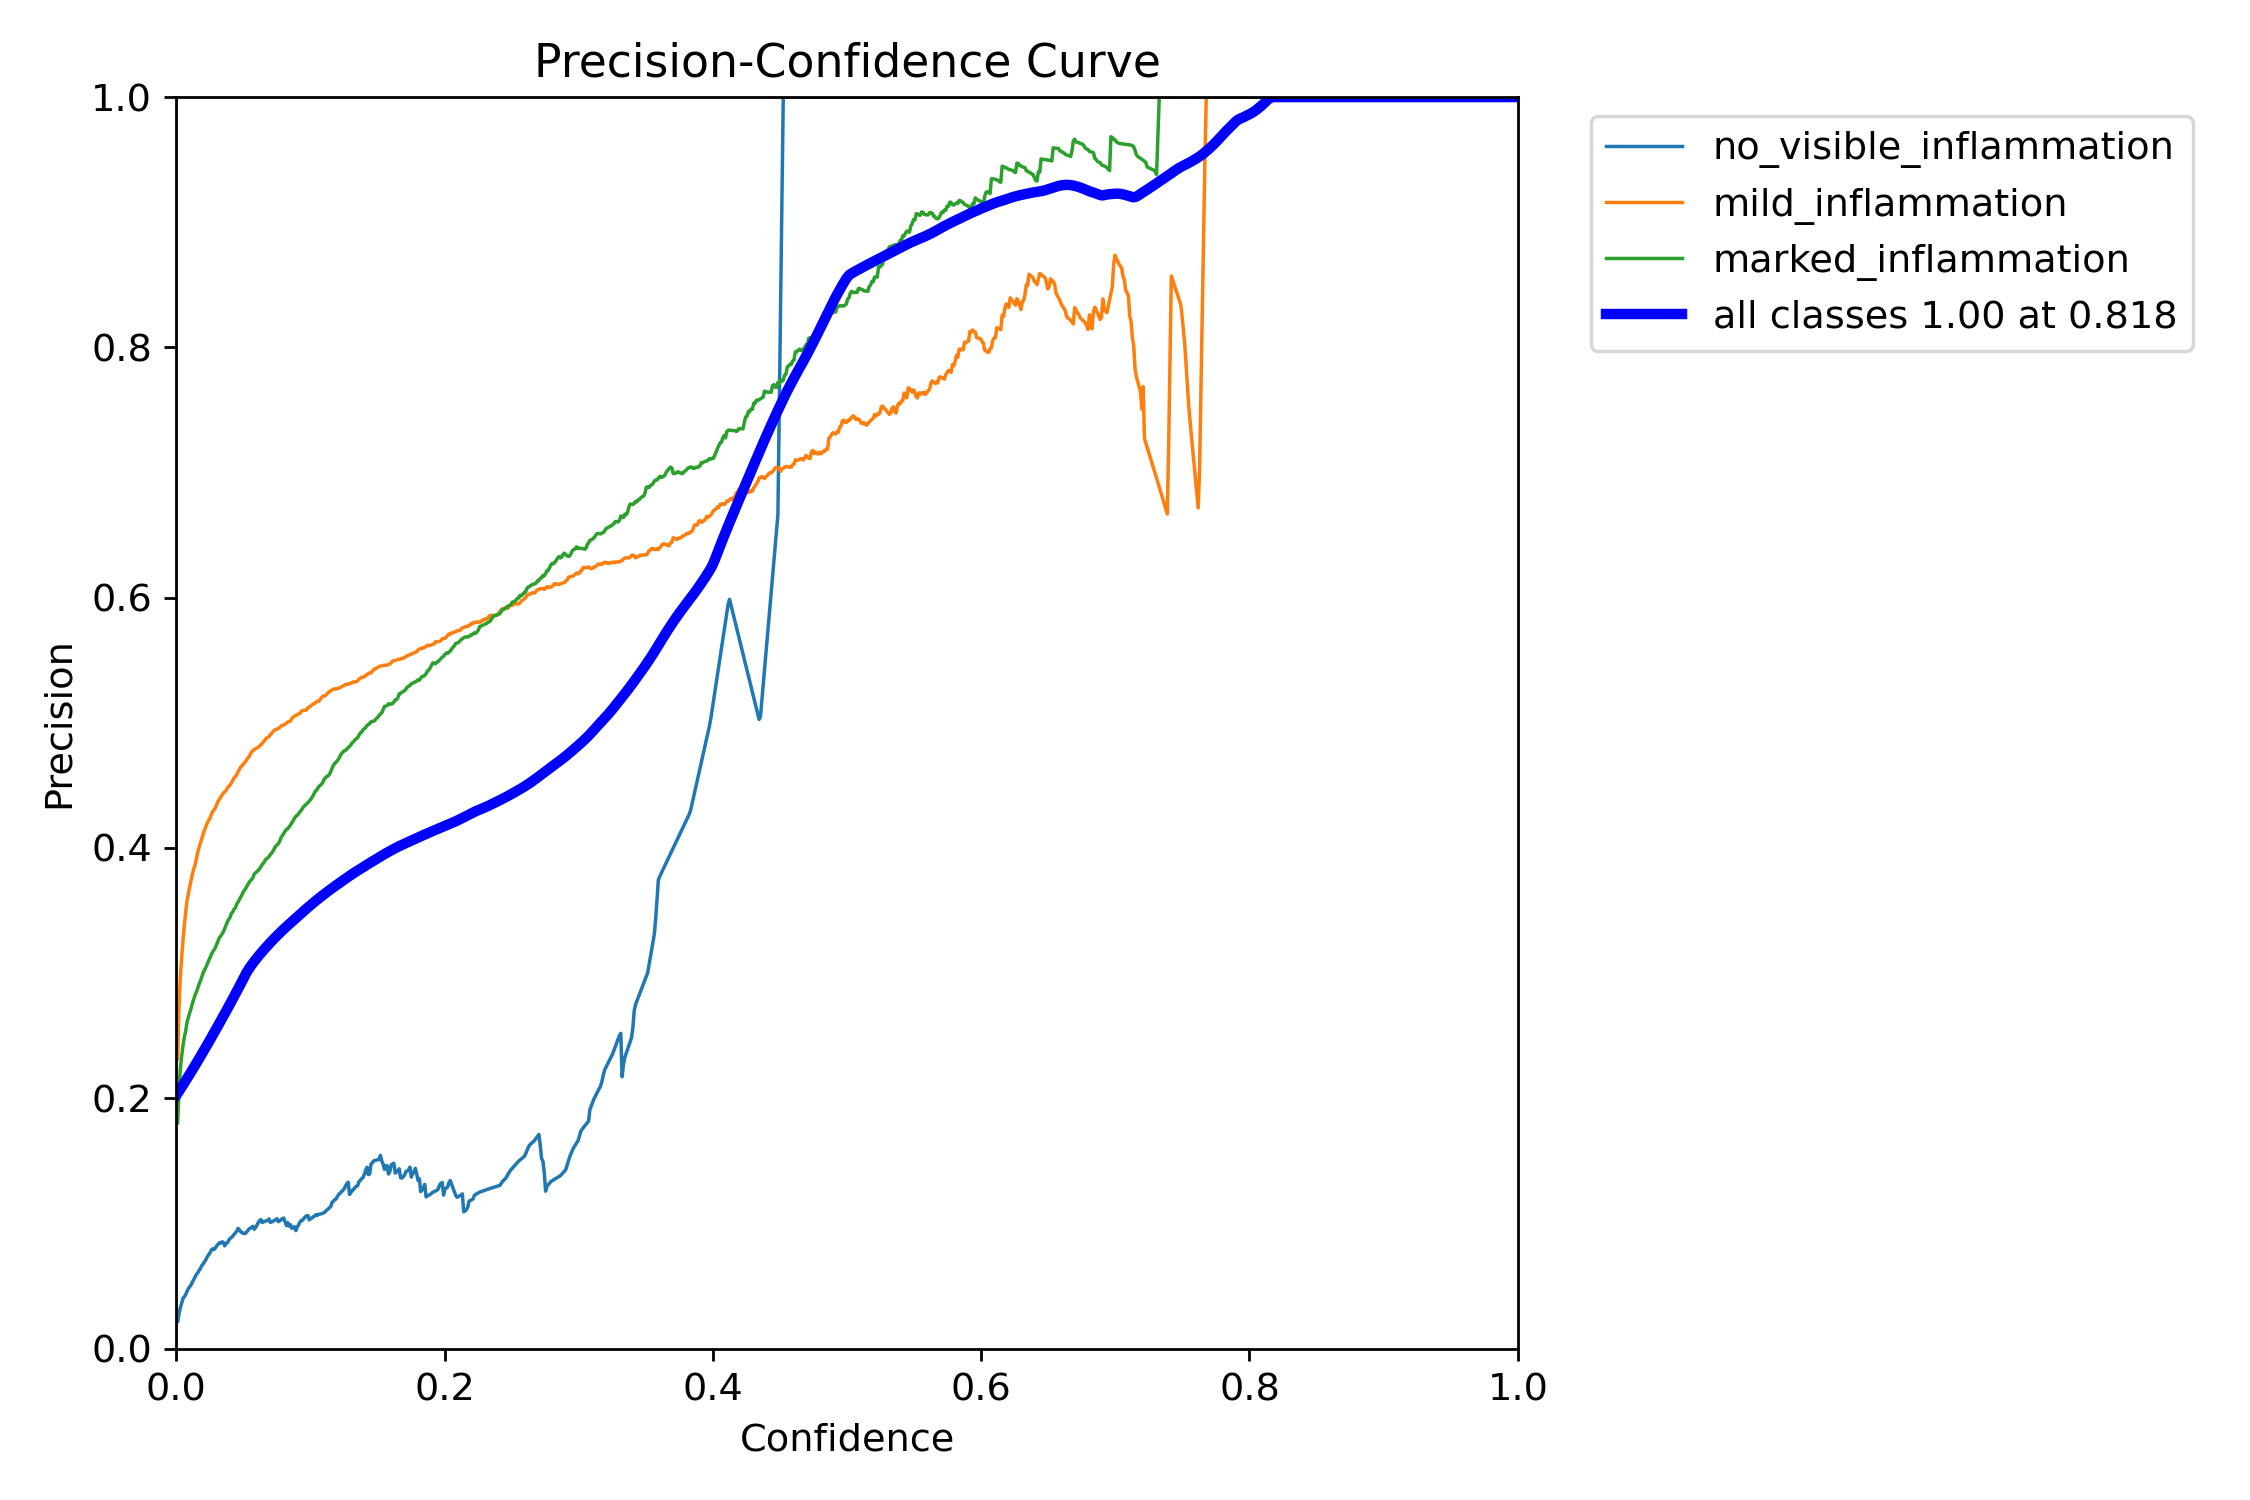 Precision-Confidence Curve
1.0
0.8
0.6
0.4
0.2
0.0
Precision
0.0 0.2 0.4 0.6 0.8 1.0
Confidence
no_visible_inflammation
mild_inflammation
marked_inflammation
all classes 1.00 at 0.818